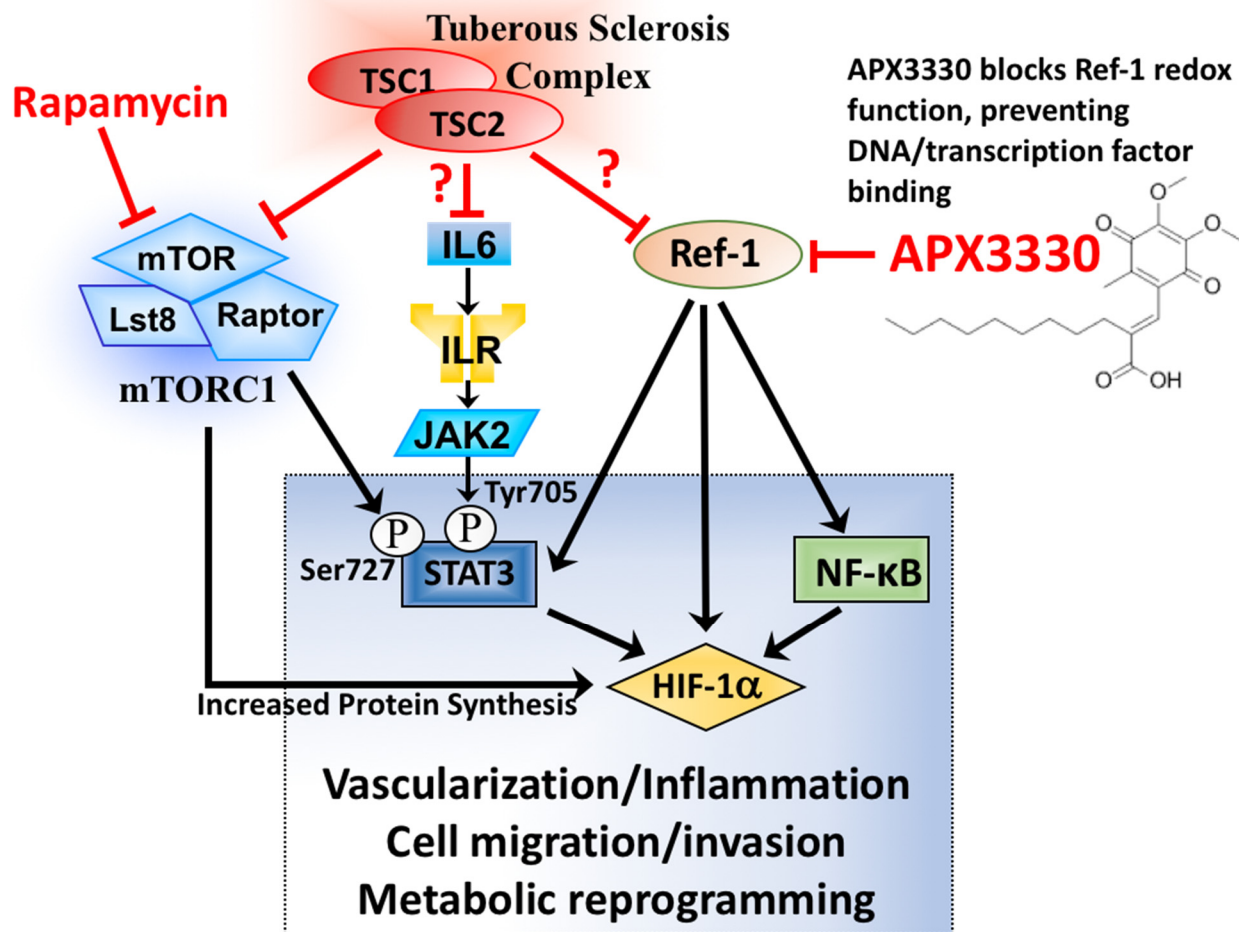 Tuberous Sclerosis
Complex
TSC1
TSC2
Rapamycin
APX3330 blocks Ref-1 redox
function, preventing
DNA/transcription factor
binding
?
?
mTOR
Lst8
Raptor
mTORC1
IL6
ILR
JAK2
Ref-1
APX3330
O
O
O
O
O
OH
Tyr705
P
P
Ser727
STAT3
NF-κB
HIF-1α
Increased Protein Synthesis
Vascularization/Inflammation
Cell migration/invasion
Metabolic reprogramming